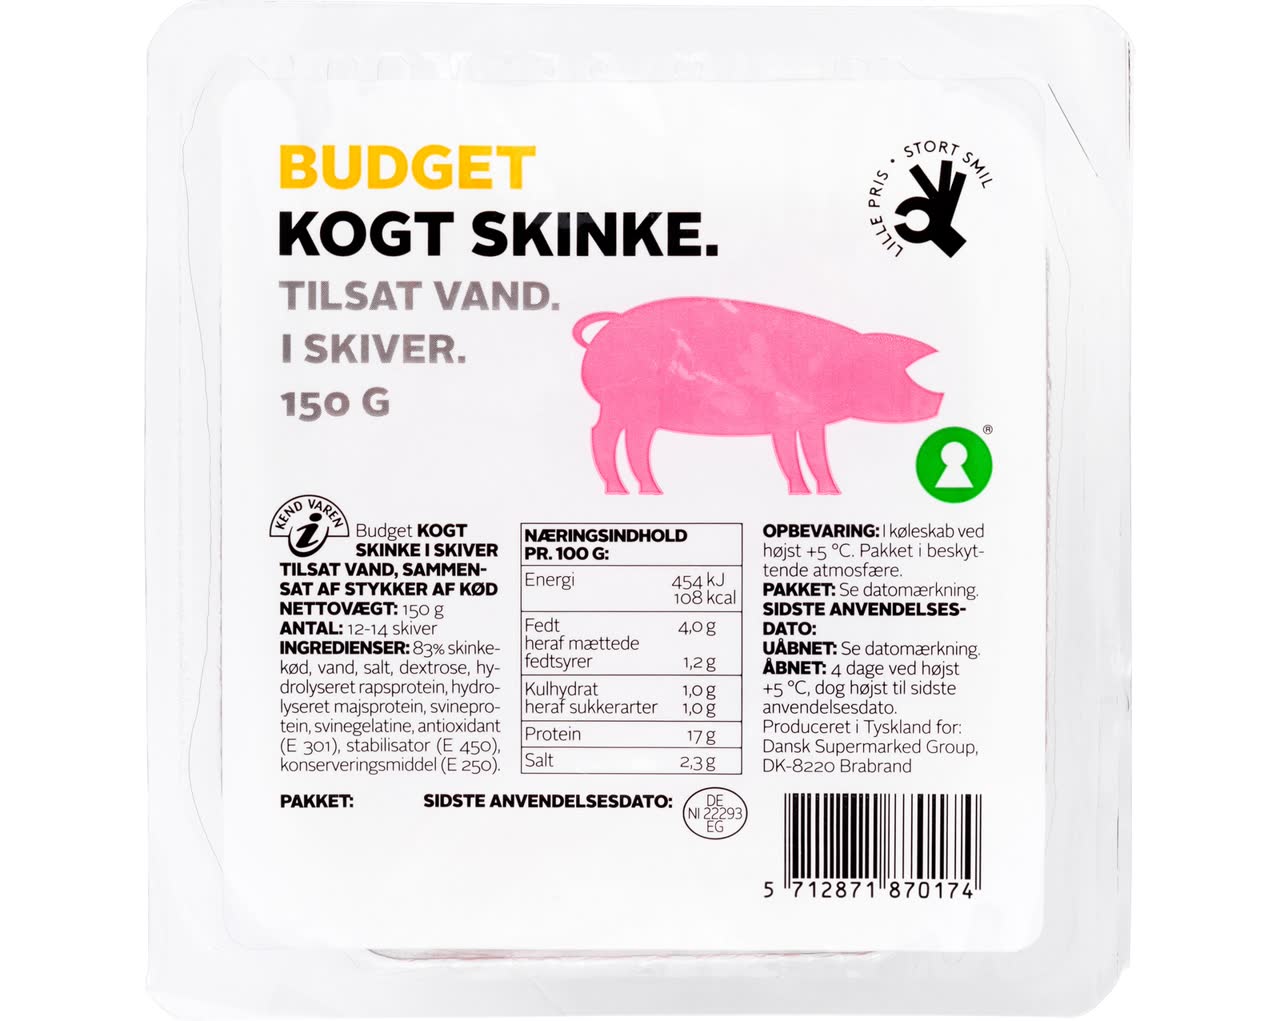 BUDGET
KOGT SKINKE.
TILSAT VAND.
I SKIVER.
150 G
LILLE PRIS • STORT SMIL
®
KEND VAREN
i
Budget KOGT
SKINKE I SKIVER
TILSAT VAND, SAMMEN-
SAT AF STYKKER AF KØD
NETTOVÆGT: 150 g
ANTAL: 12-14 skiver
INGREDIENSER: 83% skinke-
kød, vand, salt, dextrose, hy-
drolyseret rapsprotein, hydro-
lyseret majsprotein, svinepro-
tein, svinegelatine, antioxidant
(E 301), stabilisator (E 450),
konserveringsmiddel (E 250).
NÆRINGSINDHOLD
PR. 100 G:
Energi 454 kJ
108 kcal
Fedt 4,0 g
heraf mættede
fedtsyrer 1,2 g
Kulhydrat 1,0 g
heraf sukkerarter 1,0 g
Protein 17 g
Salt 2,3 g
OPBEVARING: I køleskab ved
højst +5 °C. Pakket i beskyt-
tende atmosfære.
PAKKET: Se datomærkning.
SIDSTE ANVENDELSES-
DATO:
UÅBNET: Se datomærkning.
ÅBNET: 4 dage ved højst
+5 °C, dog højst til sidste
anvendelsesdato.
Produceret i Tyskland for:
Dansk Supermarked Group,
DK-8220 Brabrand
PAKKET: SIDSTE ANVENDELSESDATO:
DE
NI 22293
EG
5 712871 870174